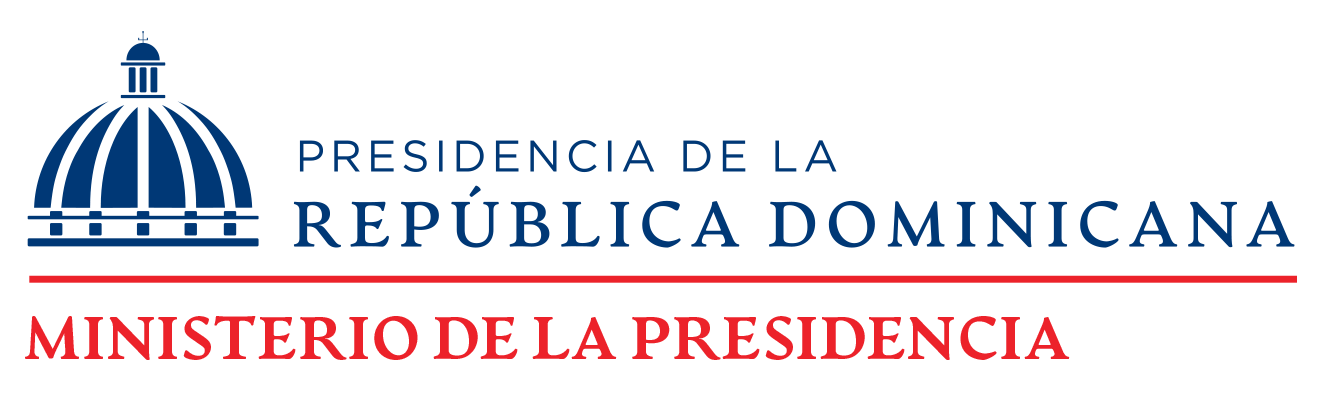 PRESIDENCIA DE LA
REPÚBLICA DOMINICANA
MINISTERIO DE LA PRESIDENCIA